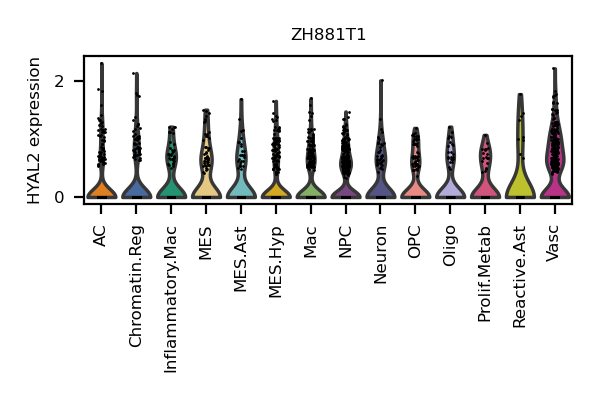 ZH881T1
HYAL2 expression
2
0
AC
Chromatin.Reg
Inflammatory.Mac
MES
MES.Ast
MES.Hyp
Mac
NPC
Neuron
OPC
Oligo
Prolif.Metab
Reactive.Ast
Vasc